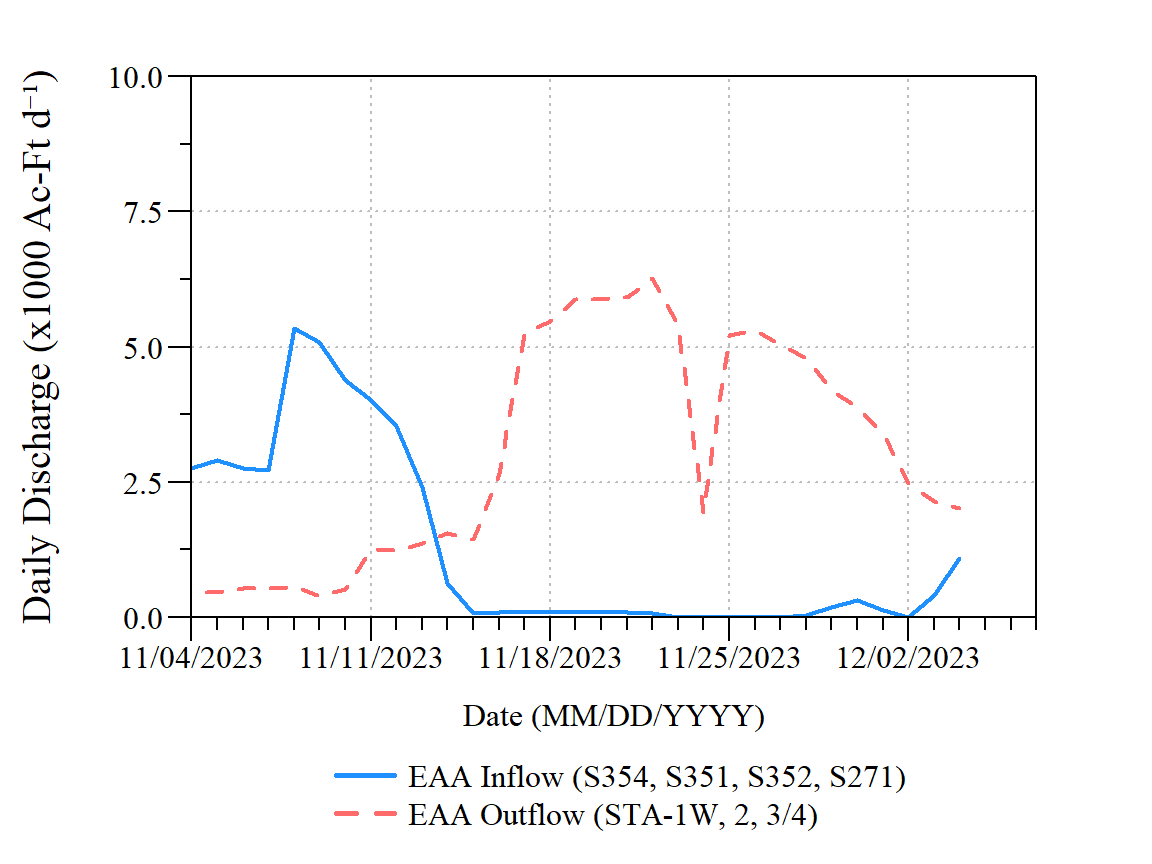 Daily Discharge (x1000 Ac-Ft d⁻¹)
10.0
7.5
5.0
2.5
0.0
11/04/2023 11/11/2023 11/18/2023 11/25/2023 12/02/2023
Date (MM/DD/YYYY)
EAA Inflow (S354, S351, S352, S271)
EAA Outflow (STA-1W, 2, 3/4)